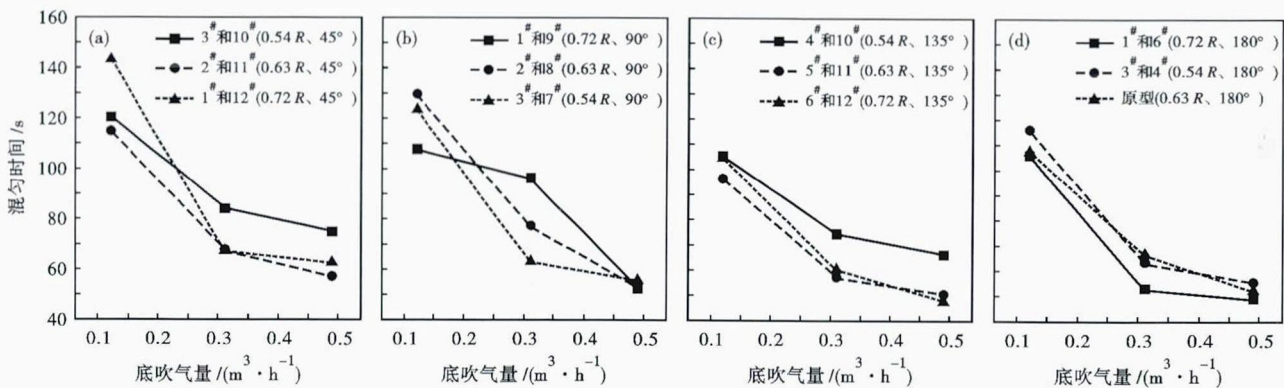 160
140
120
100
80
60
40
混匀时间/s
(a)
3#和10#(0.54 R、45°)
2#和11#(0.63 R、45°)
1#和12#(0.72 R、45°)
(b)
1#和9#(0.72 R、90°)
2#和8#(0.63 R、90°)
3#和7#(0.54 R、90°)
(c)
4#和10#(0.54 R、135°)
5#和11#(0.63 R、135°)
6#和12#(0.72 R、135°)
(d)
1#和6#(0.72 R、180°)
3#和4#(0.54 R、180°)
原型(0.63 R、180°)
0.1 0.2 0.3 0.4 0.5
0.1 0.2 0.3 0.4 0.5
0.1 0.2 0.3 0.4 0.5
0.1 0.2 0.3 0.4 0.5
底吹气量/(m³·h⁻¹)
底吹气量/(m³·h⁻¹)
底吹气量/(m³·h⁻¹)
底吹气量/(m³·h⁻¹)